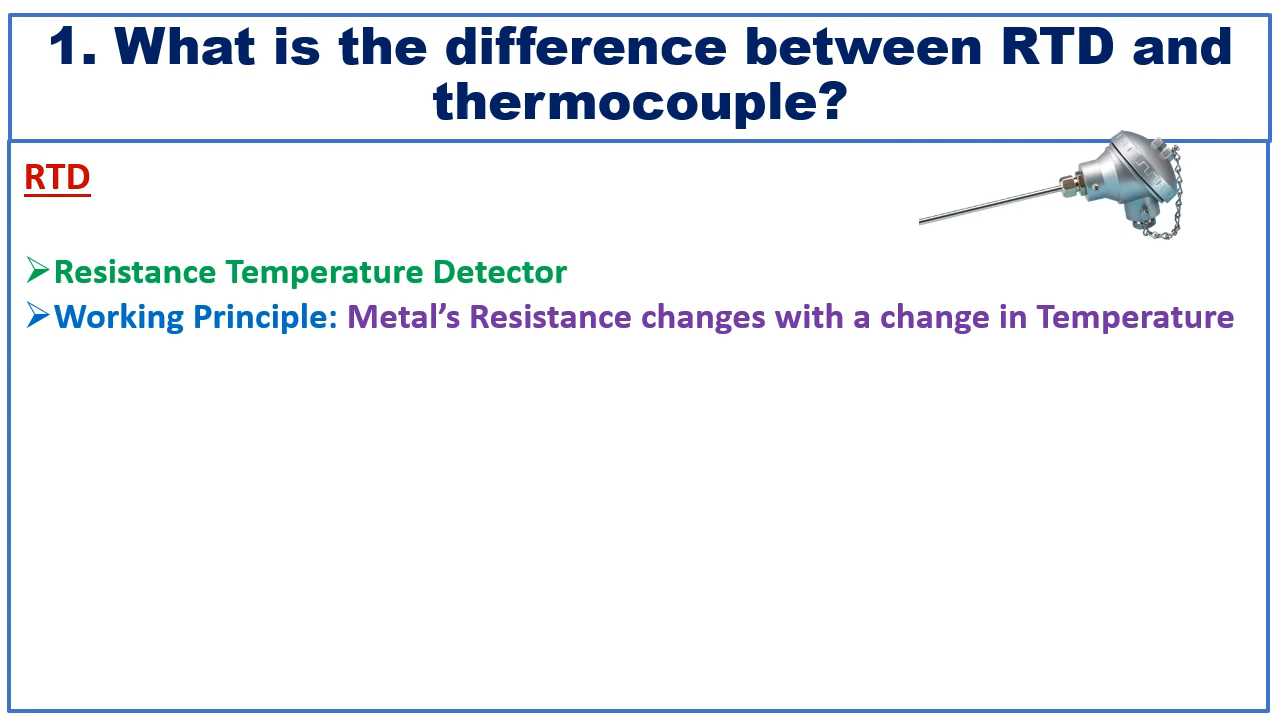 1. What is the difference between RTD and
thermocouple?
RTD
Resistance Temperature Detector
Working Principle: Metal’s Resistance changes with a change in Temperature